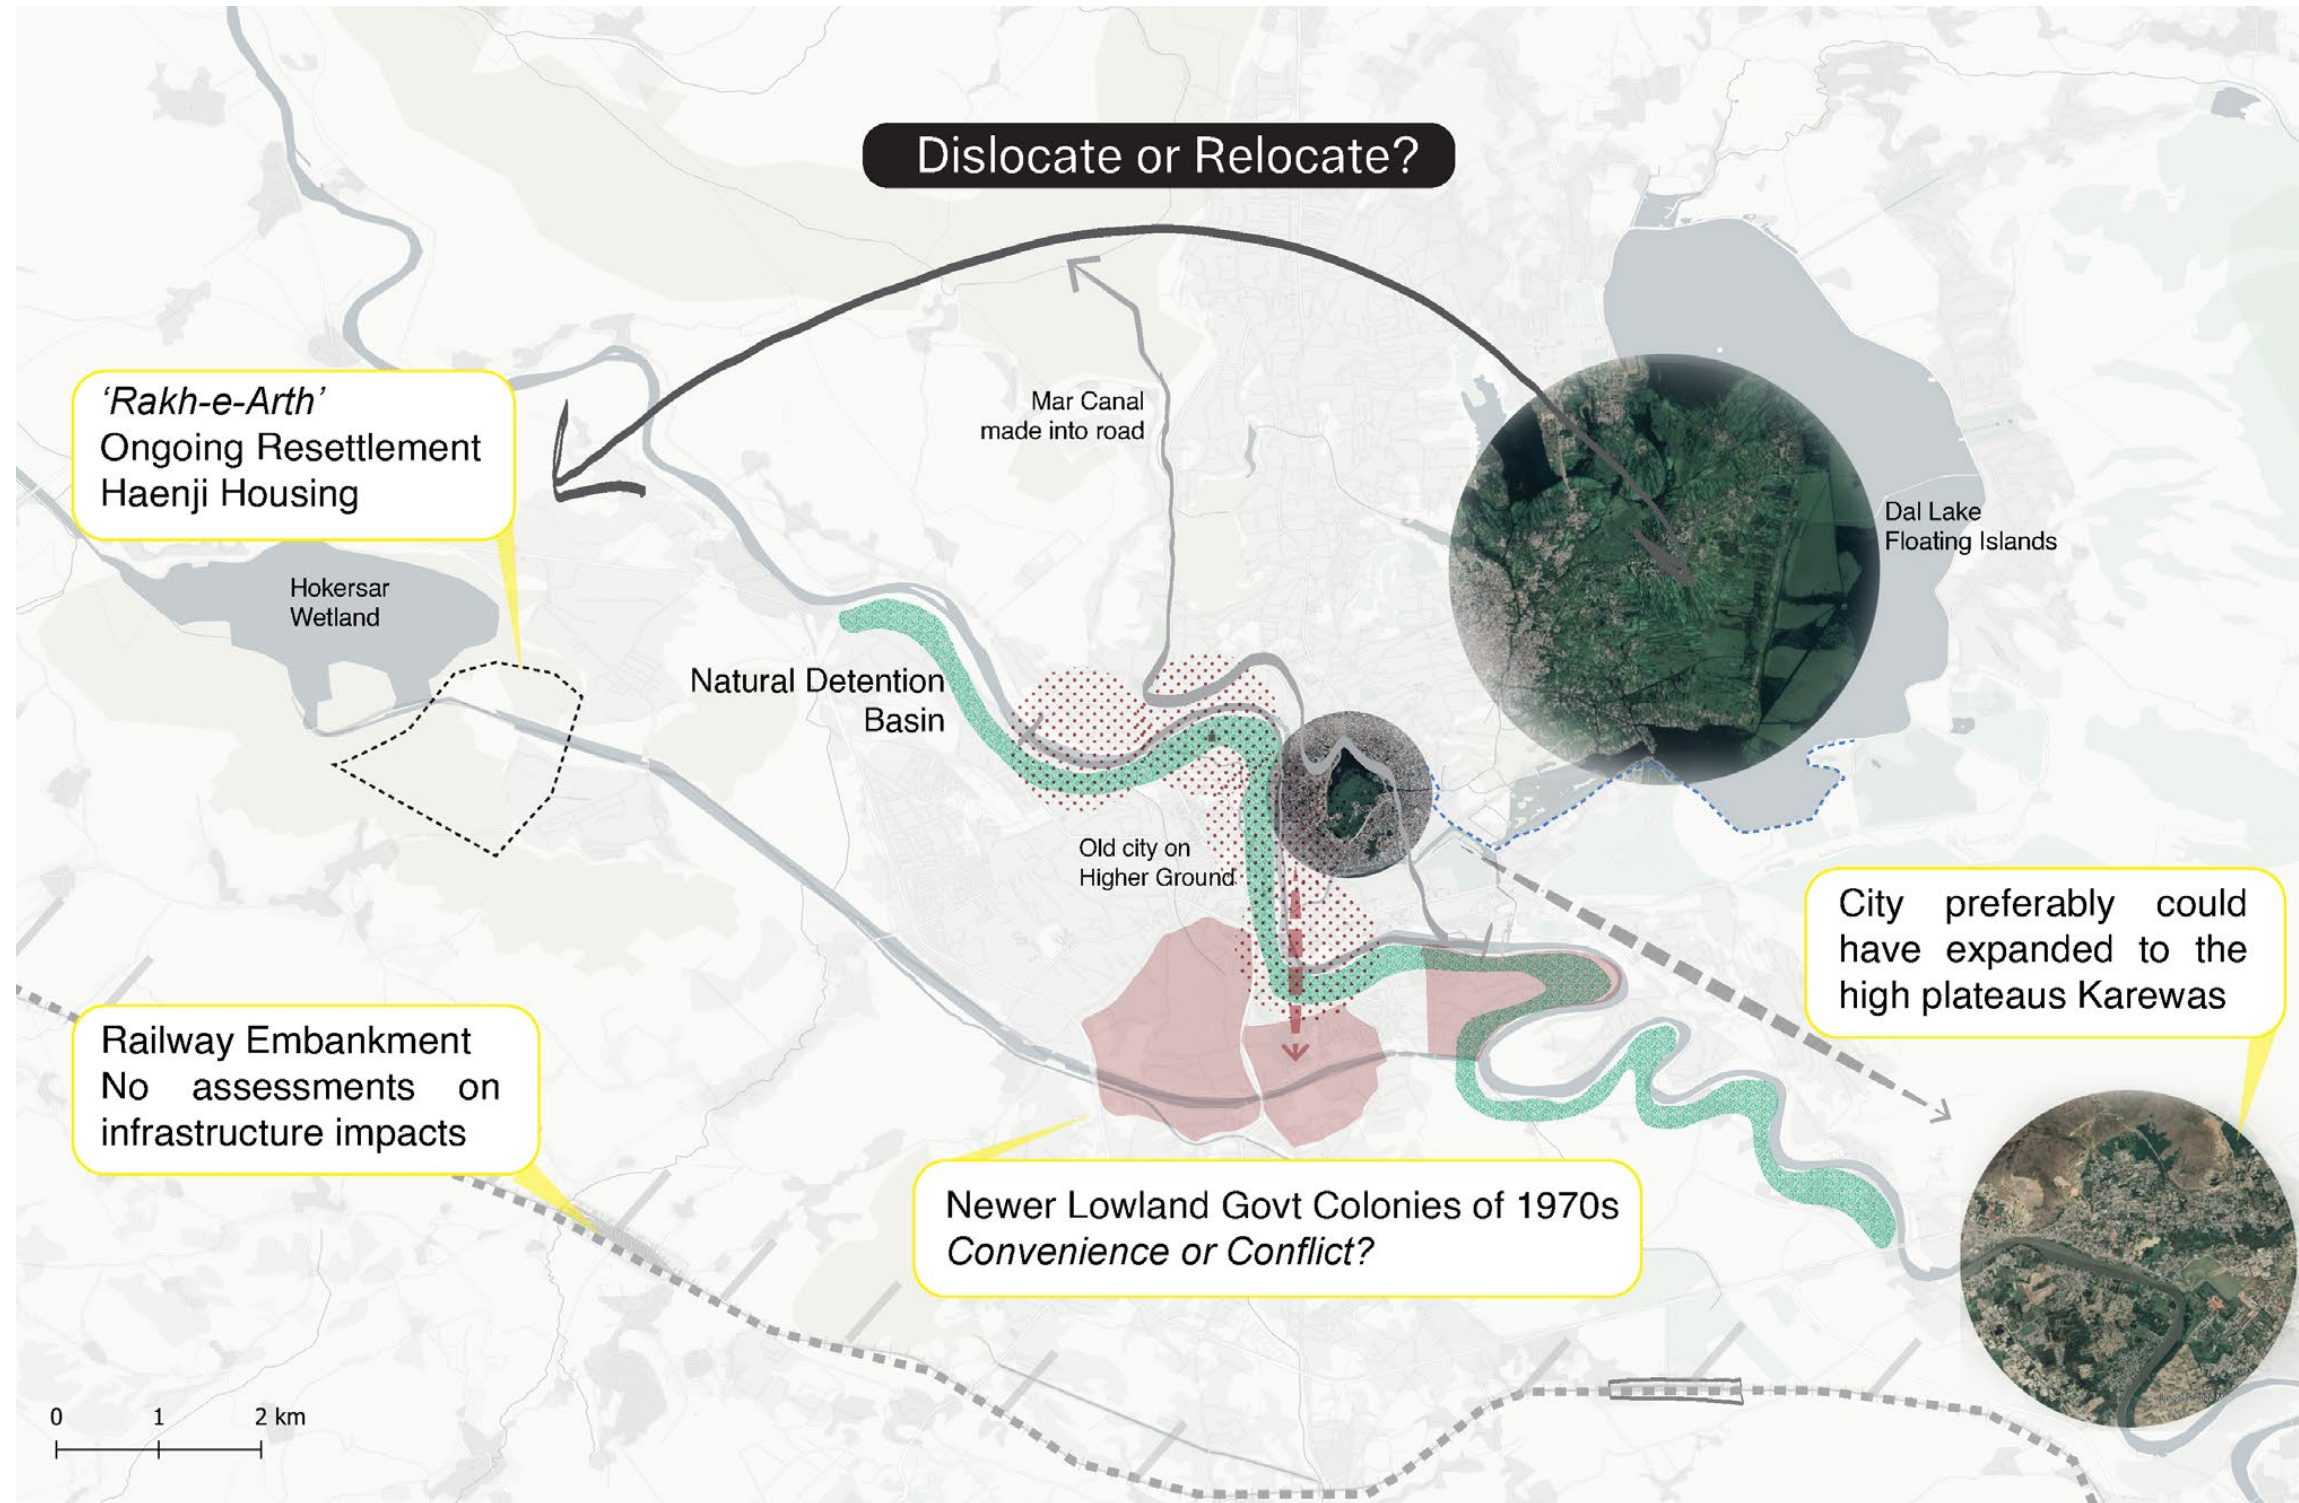 Dislocate or Relocate?
‘Rakh-e-Arth’
Ongoing Resettlement
Haenji Housing
Mar Canal
made into road
Dal Lake
Floating Islands
Hokersar
Wetland
Natural Detention
Basin
Old city on
Higher Ground
City preferably could
have expanded to the
high plateaus Karewas
Railway Embankment
No assessments on
infrastructure impacts
Newer Lowland Govt Colonies of 1970s
Convenience or Conflict?
0 1 2 km